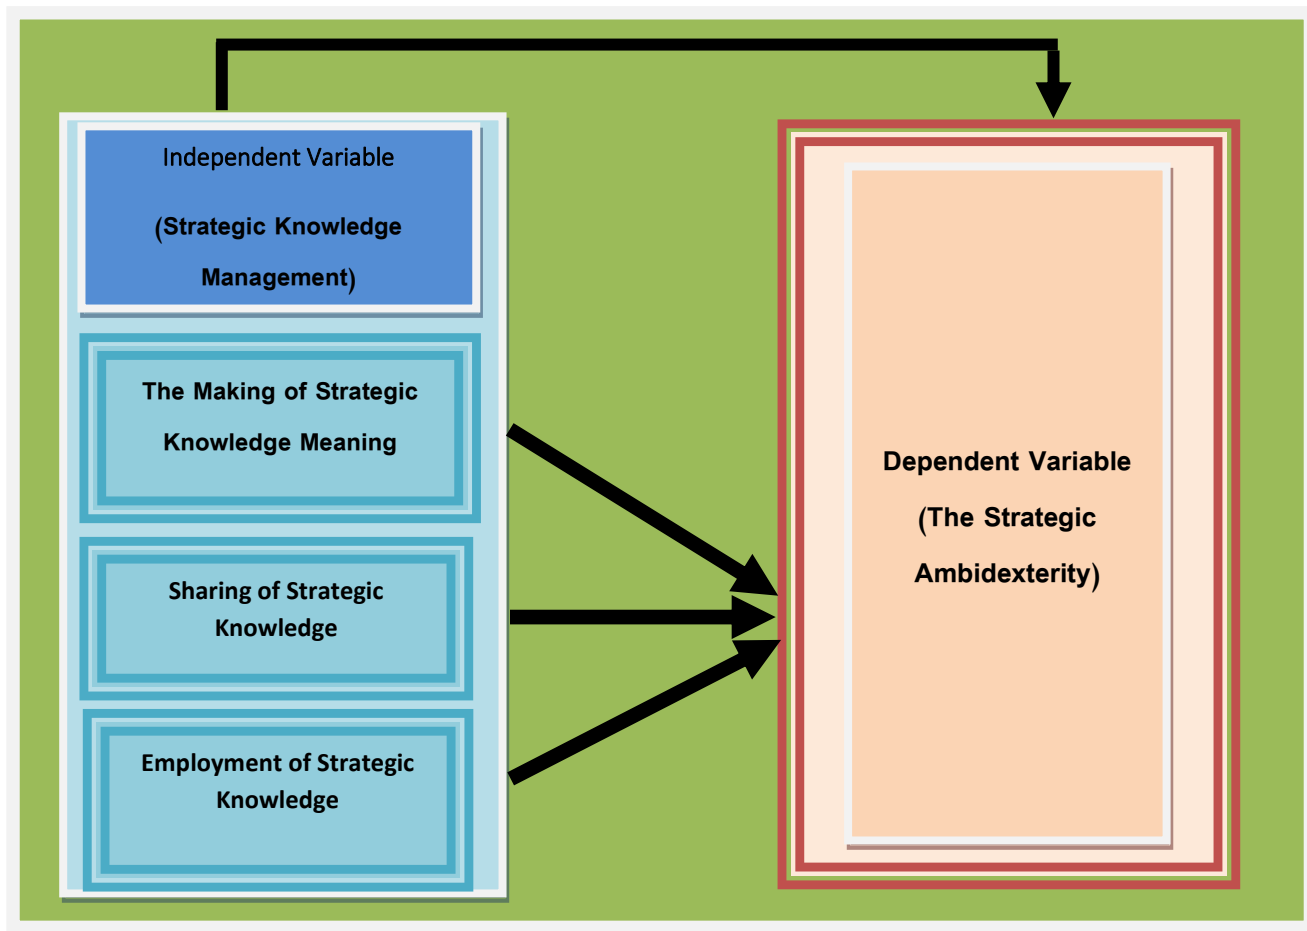 Independent Variable
(Strategic Knowledge
Management)
The Making of Strategic
Knowledge Meaning
Sharing of Strategic
Knowledge
Employment of Strategic
Knowledge
Dependent Variable
(The Strategic
Ambidexterity)